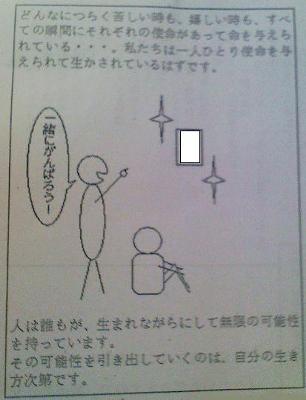 どんなにつらく苦しい時も、嬉しい時も、すべ
ての瞬間にそれぞれの使命があって命を与えら
れている・・・。私たちは一人ひとり使命を
与えられて生かされているはずです。
一緒にがんばろうー
人は誰もが、生まれながらにして無限の可能性
を持っています。
その可能性を引き出していくのは、自分の生き
方次第です。